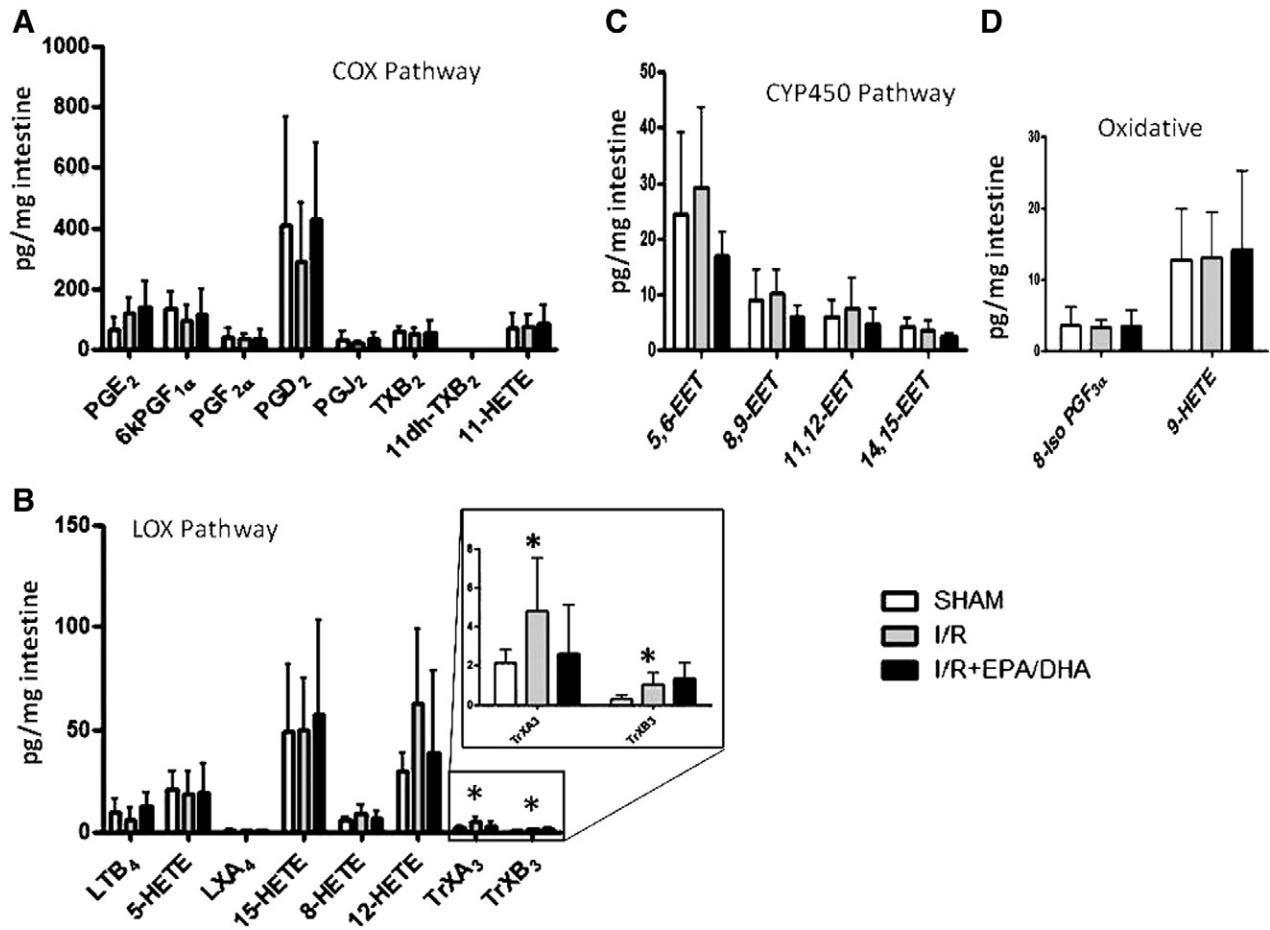 A
1000
800
600
400
200
0
pg/mg intestine
COX Pathway
PGE2
6kPGF1α
PGF2α
PGD2
PGJ2
TXB2
11dh-TXB2
11-HETE
C
50
40
30
20
10
0
pg/mg intestine
CYP450 Pathway
5,6-EET
8,9-EET
11,12-EET
14,15-EET
D
30
20
10
0
pg/mg intestine
Oxidative
8-iso PGF3α
9-HETE
B
150
100
50
0
pg/mg intestine
LOX Pathway
LTB4
5-HETE
LXA4
15-HETE
8-HETE
12-HETE
TrXA3
TrXB3
* *
8
6
4
2
0
*
*
TrXA3
TrXB3
SHAM
I/R
I/R+EPA/DHA